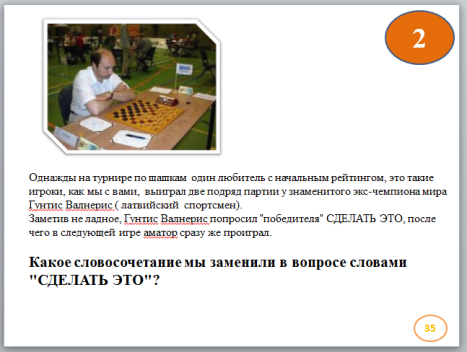 2
Однажды на турнире по шашкам один любитель с начальным рейтингом, это такие
игроки, как мы с вами, выиграл две подряд партии у знаменитого экс-чемпиона мира
Гунтис Валнерис ( латвийский спортсмен).
Заметив не ладное, Гунтис Валнерис попросил "победителя" СДЕЛАТЬ ЭТО, после
чего в следующей игре аматор сразу же проиграл.
Какое словосочетание мы заменили в вопросе словами
"СДЕЛАТЬ ЭТО"?
35